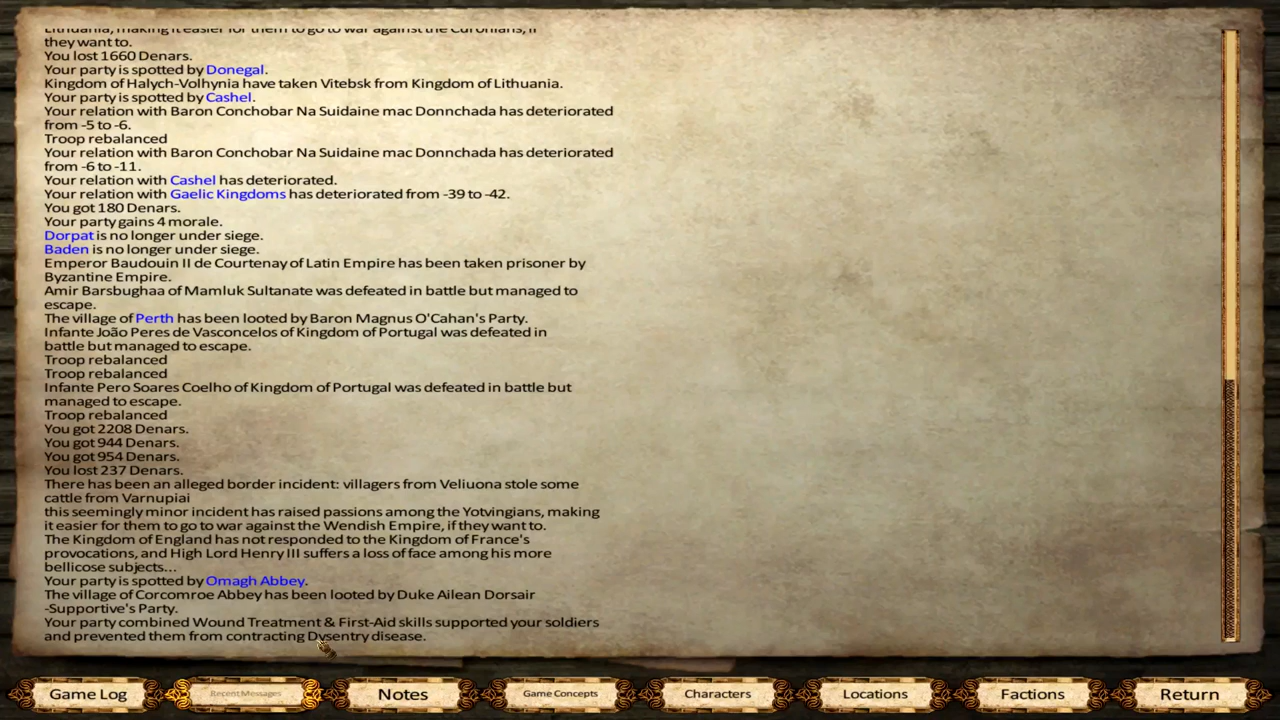 Lithuania, making it easier for them to go to war against the Curonians, if
they want to.
You lost 1660 Denars.
Your party is spotted by Donegal.
Kingdom of Halych-Volhynia have taken Vitebsk from Kingdom of Lithuania.
Your party is spotted by Cashel.
Your relation with Baron Conchobar Na Suidaine mac Donnchada has deteriorated
from -5 to -6.
Troop rebalanced
Your relation with Baron Conchobar Na Suidaine mac Donnchada has deteriorated
from -6 to -11.
Your relation with Cashel has deteriorated.
Your relation with Gaelic Kingdoms has deteriorated from -39 to -42.
You got 180 Denars.
Your party gains 4 morale.
Dorpat is no longer under siege.
Baden is no longer under siege.
Emperor Baudouin II de Courtenay of Latin Empire has been taken prisoner by
Byzantine Empire.
Amir Barsbughaa of Mamluk Sultanate was defeated in battle but managed to
escape.
The village of Perth has been looted by Baron Magnus O'Cahan's Party.
Infante João Peres de Vasconcelos of Kingdom of Portugal was defeated in
battle but managed to escape.
Troop rebalanced
Troop rebalanced
Infante Pero Soares Coelho of Kingdom of Portugal was defeated in battle but
managed to escape.
Troop rebalanced
You got 2208 Denars.
You got 944 Denars.
You got 954 Denars.
You lost 237 Denars.
There has been an alleged border incident: villagers from Veliuona stole some
cattle from Varnupiai
this seemingly minor incident has raised passions among the Yotvingians, making
it easier for them to go to war against the Wendish Empire, if they want to.
The Kingdom of England has not responded to the Kingdom of France's
provocations, and High Lord Henry III suffers a loss of face among his more
bellicose subjects...
Your party is spotted by Omagh Abbey.
The village of Corcomroe Abbey has been looted by Duke Ailean Dorsair
-Supportive's Party.
Your party combined Wound Treatment & First-Aid skills supported your soldiers
and prevented them from contracting Dysentry disease.
Game Log
Recent Messages
Notes
Game Concepts
Characters
Locations
Factions
Return